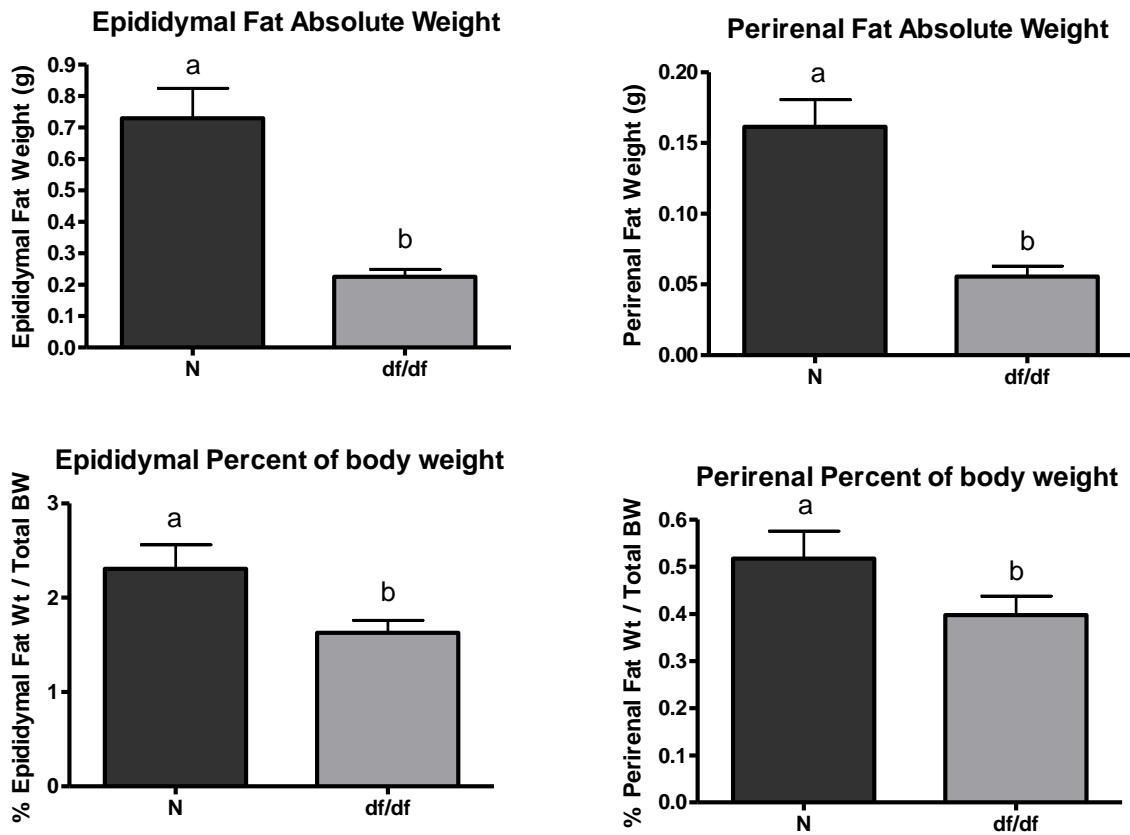 Epididymal Fat Absolute Weight
Epididymal Fat Weight (g)
0.9
0.8
0.7
0.6
0.5
0.4
0.3
0.2
0.1
0.0
a
b
N
df/df
Perirenal Fat Absolute Weight
Perirenal Fat Weight (g)
0.20
0.15
0.10
0.05
0.00
a
b
N
df/df
Epididymal Percent of body weight
% Epididymal Fat Wt / Total BW
3
2
1
0
a
b
N
df/df
Perirenal Percent of body weight
% Perirenal Fat Wt / Total BW
0.6
0.5
0.4
0.3
0.2
0.1
0.0
a
b
N
df/df